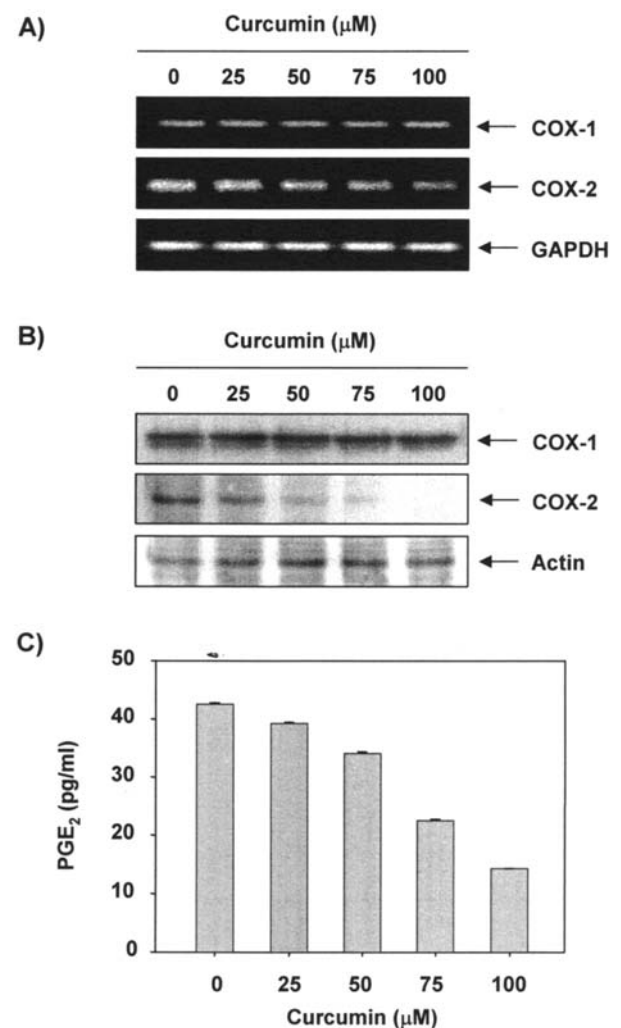 A)
Curcumin (μM)
0 25 50 75 100
COX-1
COX-2
GAPDH
B)
Curcumin (μM)
0 25 50 75 100
COX-1
COX-2
Actin
C)
50
40
30
20
10
0
PGE2 (pg/ml)
0 25 50 75 100
Curcumin (μM)